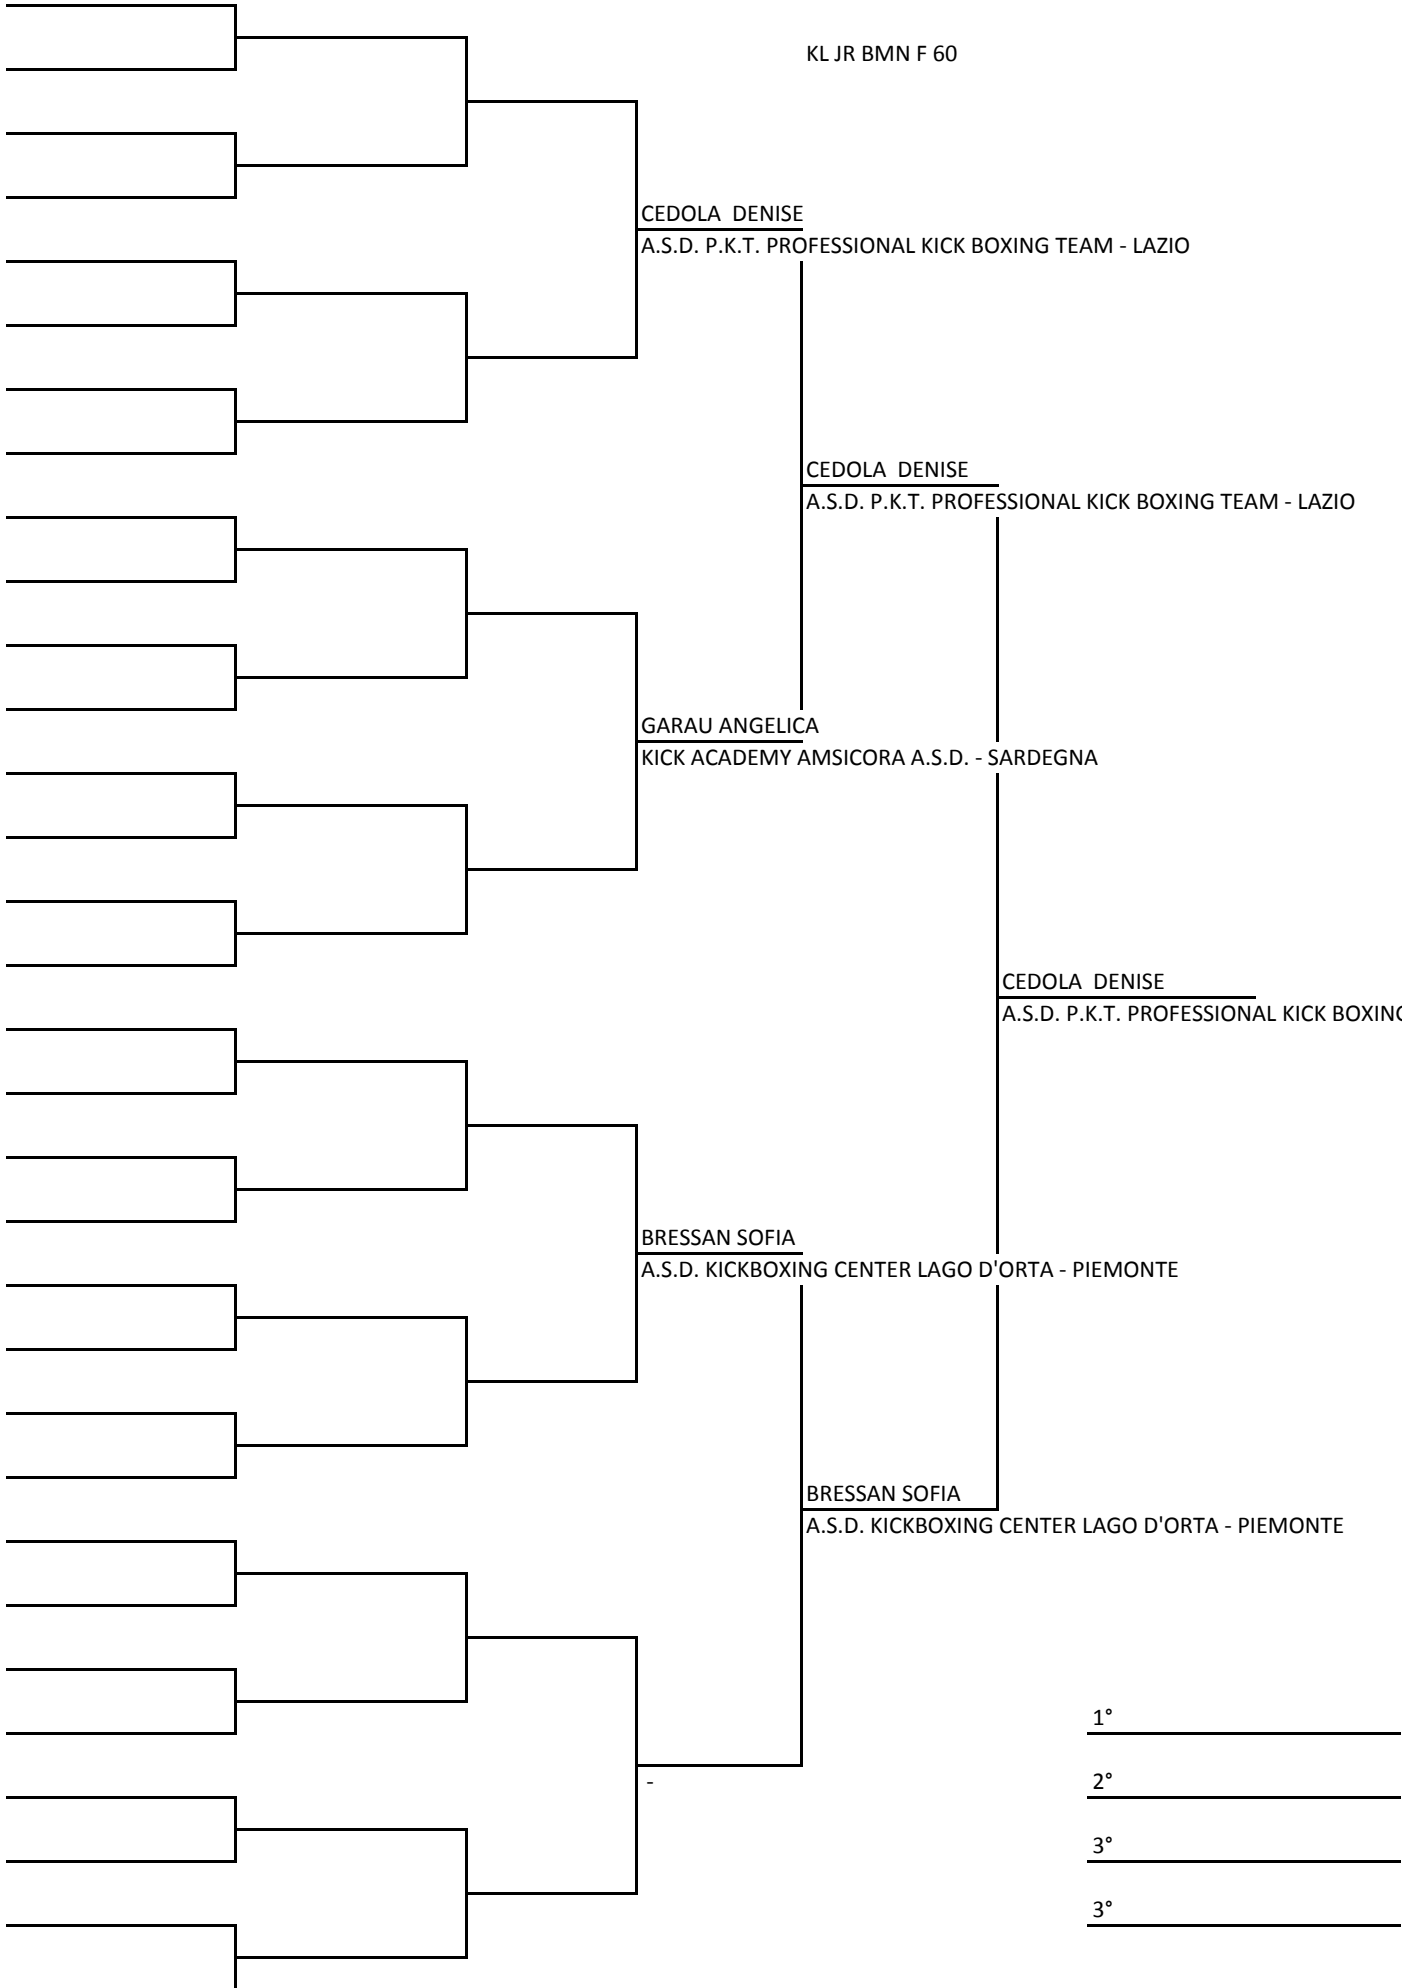 KL JR BMN F 60
CEDOLA  DENISE
A.S.D. P.K.T. PROFESSIONAL KICK BOXING TEAM - LAZIO
CEDOLA  DENISE
A.S.D. P.K.T. PROFESSIONAL KICK BOXING TEAM - LAZIO
GARAU ANGELICA
KICK ACADEMY AMSICORA A.S.D. - SARDEGNA
CEDOLA  DENISE
A.S.D. P.K.T. PROFESSIONAL KICK BOXING
BRESSAN SOFIA
A.S.D. KICKBOXING CENTER LAGO D'ORTA - PIEMONTE
BRESSAN SOFIA
A.S.D. KICKBOXING CENTER LAGO D'ORTA - PIEMONTE
1°
-
2°
3°
3°